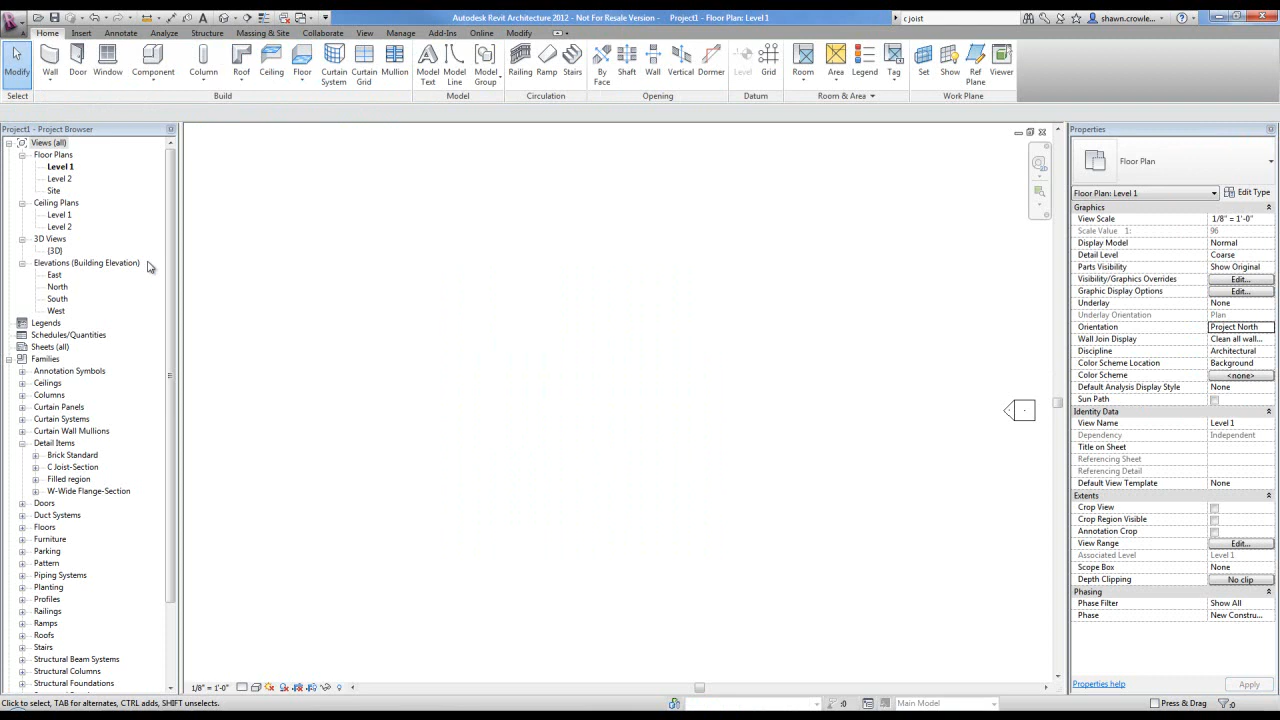 Autodesk Revit Architecture 2012 - Not For Resale Version - Project1 - Floor Plan: Level 1
c joist
shawn.crowle...
Home Insert Annotate Analyze Structure Massing & Site Collaborate View Manage Add-Ins Online Modify
Modify Wall Door Window Component Column Roof Ceiling Floor Curtain System Curtain Grid Mullion Model Text Model Line Model Group Railing Ramp Stairs By Face Shaft Wall Vertical Dormer Level Grid Room Area Legend Tag Set Show Ref Plane Viewer
Select Build Model Circulation Opening Datum Room & Area Work Plane
Project1 - Project Browser
Views (all)
Floor Plans
Level 1
Level 2
Site
Ceiling Plans
Level 1
Level 2
3D Views
{3D}
Elevations (Building Elevation)
East
North
South
West
Legends
Schedules/Quantities
Sheets (all)
Families
Annotation Symbols
Ceilings
Columns
Curtain Panels
Curtain Systems
Curtain Wall Mullions
Detail Items
Brick Standard
C Joist-Section
Filled region
W-Wide Flange-Section
Doors
Duct Systems
Floors
Furniture
Parking
Pattern
Piping Systems
Planting
Profiles
Railings
Ramps
Roofs
Stairs
Structural Beam Systems
Structural Columns
Structural Foundations
2D
Properties
Floor Plan
Floor Plan: Level 1 Edit Type
Graphics
View Scale 1/8" = 1'-0"
Scale Value 1: 96
Display Model Normal
Detail Level Coarse
Parts Visibility Show Original
Visibility/Graphics Overrides Edit...
Graphic Display Options Edit...
Underlay None
Underlay Orientation Plan
Orientation Project North
Wall Join Display Clean all wall...
Discipline Architectural
Color Scheme Location Background
Color Scheme <none>
Default Analysis Display Style None
Sun Path
Identity Data
View Name Level 1
Dependency Independent
Title on Sheet
Referencing Sheet
Referencing Detail
Default View Template None
Extents
Crop View
Crop Region Visible
Annotation Crop
View Range Edit...
Associated Level Level 1
Scope Box None
Depth Clipping No clip
Phasing
Phase Filter Show All
Phase New Constru...
Properties help Apply
1/8" = 1'-0"
Click to select, TAB for alternates, CTRL adds, SHIFT unselects.
:0 Main Model Press & Drag :0